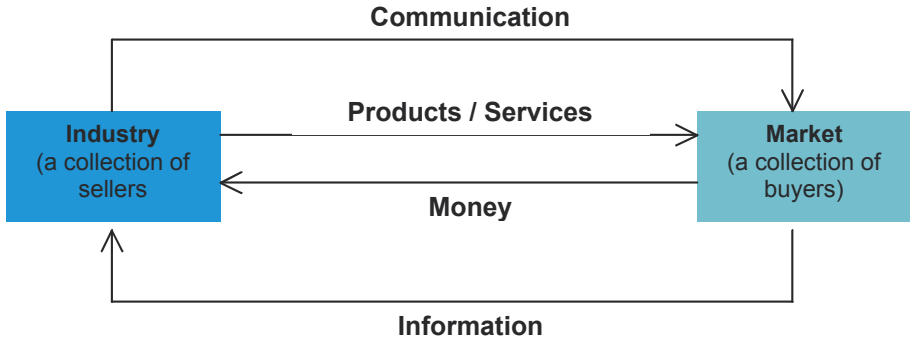 Communication
Products / Services
Industry
(a collection of
sellers
Market
(a collection of
buyers)
Money
Information